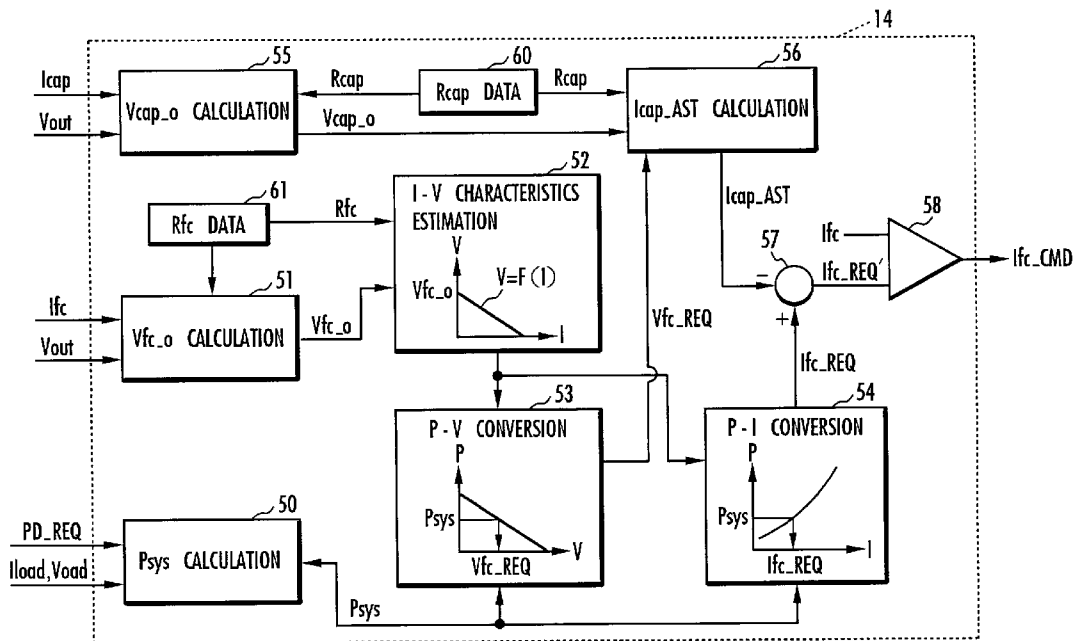 14
55
60
56
Icap
Vout
Vcap_o CALCULATION
Rcap
Rcap DATA
Rcap
Icap_AST CALCULATION
Vcap_o
61
Rfc DATA
Rfc
52
I - V CHARACTERISTICS
ESTIMATION
V
Vfc_o
V=F (I)
I
Icap_AST
57
58
Ifc
Ifc_REQ'
Ifc_CMD
-
+
51
Ifc
Vout
Vfc_o CALCULATION
Vfc_o
Vfc_REQ
Ifc_REQ
53
P - V CONVERSION
P
Psys
V
Vfc_REQ
54
P - I CONVERSION
P
Psys
I
Ifc_REQ
50
PD_REQ
Iload,Voad
Psys CALCULATION
Psys